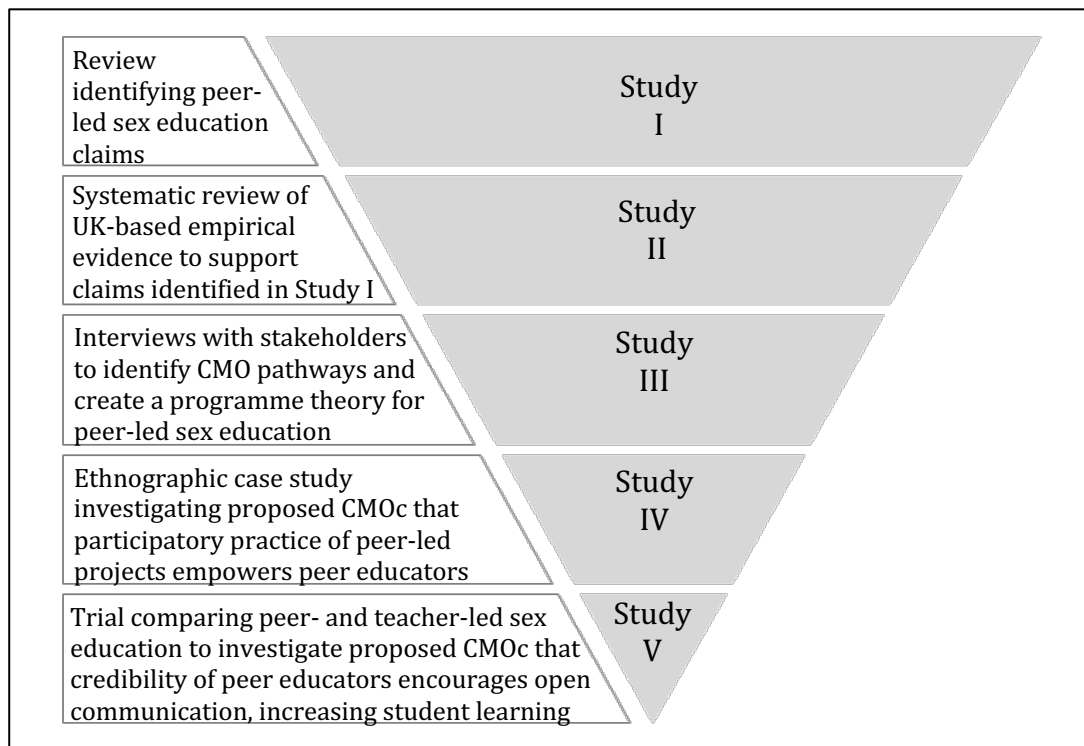 Review
identifying peer-
led sex education
claims
Study
I
Systematic review of
UK-based empirical
evidence to support
claims identified in Study I
Study
II
Interviews with stakeholders
to identify CMO pathways and
create a programme theory for
peer-led sex education
Study
III
Ethnographic case study
investigating proposed CMOc that
participatory practice of peer-led
projects empowers peer educators
Study
IV
Trial comparing peer- and teacher-led sex
education to investigate proposed CMOc that
credibility of peer educators encourages open
communication, increasing student learning
Study
V